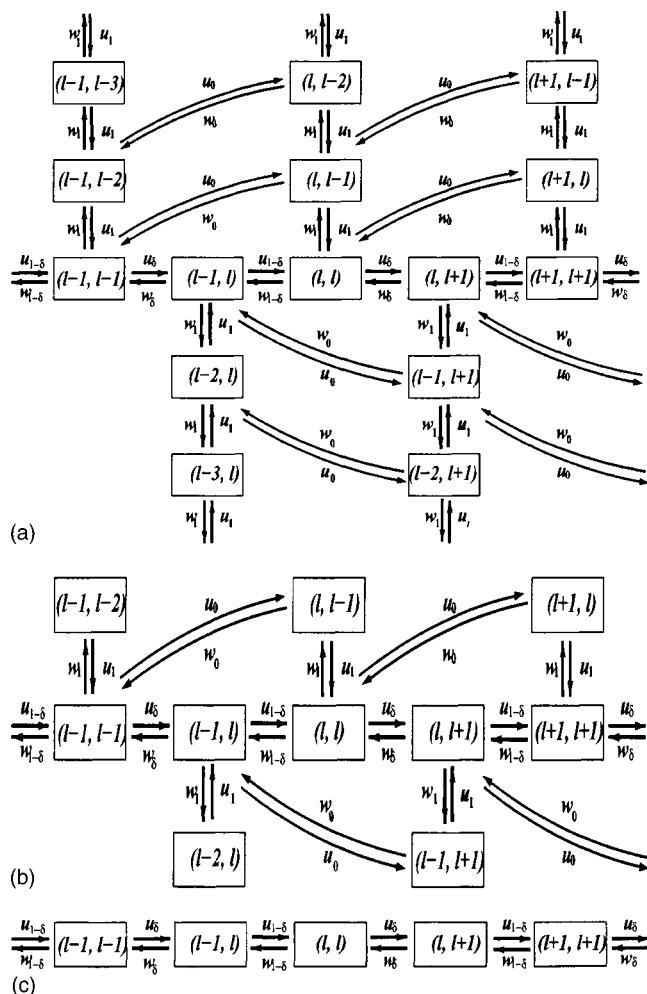 w₁ u₁ w₁ u₁ w₁ u₁
(l−1, l−3) (l, l−2) (l+1, l−1)
u₀ u₀
w₁ u₁ w₀ w₁ u₁ w₀ w₁ u₁
(l−1, l−2) (l, l−1) (l+1, l)
u₀ u₀
w₁ u₁ w₀ w₁ u₁ w₀ w₁ u₁
u₁₋δ uδ u₁₋δ uδ u₁₋δ uδ
(l−1, l−1) (l−1, l) (l, l) (l, l+1) (l+1, l+1)
w₁₋δ wδ w₁₋δ wδ w₁₋δ wδ
w₁ u₁ w₀ w₁ u₁ w₀
(l−2, l) u₀ (l−1, l+1) u₀
w₁ u₁ w₀ w₁ u₁ w₀
(l−3, l) u₀ (l−2, l+1) u₀
w₁ u₁ w₁ u₁
(a)
(l−1, l−2) u₀ (l, l−1) u₀ (l+1, l)
w₁ u₁ w₀ w₁ u₁ w₀ w₁ u₁
u₁₋δ uδ u₁₋δ uδ u₁₋δ uδ
(l−1, l−1) (l−1, l) (l, l) (l, l+1) (l+1, l+1)
w₁₋δ wδ w₁₋δ wδ w₁₋δ wδ
w₁ u₁ w₀ w₁ u₁ w₀
(l−2, l) u₀ (l−1, l+1) u₀
(b)
u₁₋δ uδ u₁₋δ uδ u₁₋δ uδ
(l−1, l−1) (l−1, l) (l, l) (l, l+1) (l+1, l+1)
w₁₋δ wδ w₁₋δ wδ w₁₋δ wδ
(c)